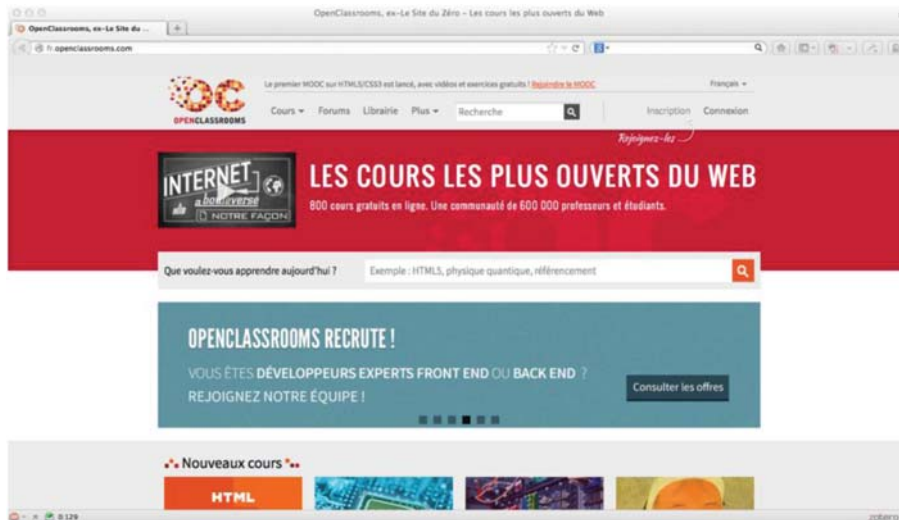 OpenClassrooms, ex-Le Site du Zéro – Les cours les plus ouverts du Web
OpenClassrooms, ex-Le Site du ...
fr.openclassrooms.com
Le premier MOOC sur HTML5/CSS3 est lancé, avec vidéos et exercices gratuits ! Rejoindre le MOOC
Français
OC
OPENCLASSROOMS
Cours Forums Librairie Plus Recherche Inscription Connexion
Rejoignez-les
INTERNET
a bouleversé
NOTRE FAÇON
LES COURS LES PLUS OUVERTS DU WEB
800 cours gratuits en ligne. Une communauté de 600 000 professeurs et étudiants.
Que voulez-vous apprendre aujourd'hui ? Exemple : HTML5, physique quantique, référencement
OPENCLASSROOMS RECRUTE !
VOUS ÊTES DÉVELOPPEURS EXPERTS FRONT END OU BACK END ?
REJOIGNEZ NOTRE ÉQUIPE !
Consulter les offres
Nouveaux cours
HTML
0.129
zotero